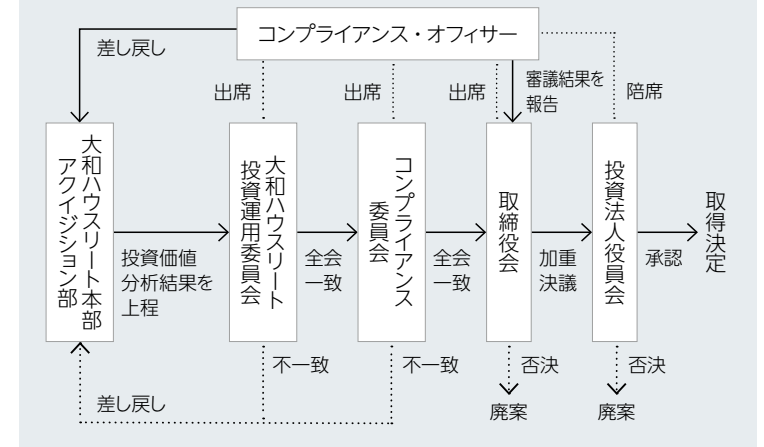 コンプライアンス・オフィサー
差し戻し
出席
出席
出席
審議結果を
報告
陪席
大和ハウスリート本部
アクイジション部
投資価値
分析結果を
上程
大和ハウスリート
投資運用委員会
全会
一致
コンプライアンス
委員会
全会
一致
取締役会
加重
決議
投資法人役員会
承認
取得決定
不一致
不一致
否決
否決
差し戻し
廃案
廃案